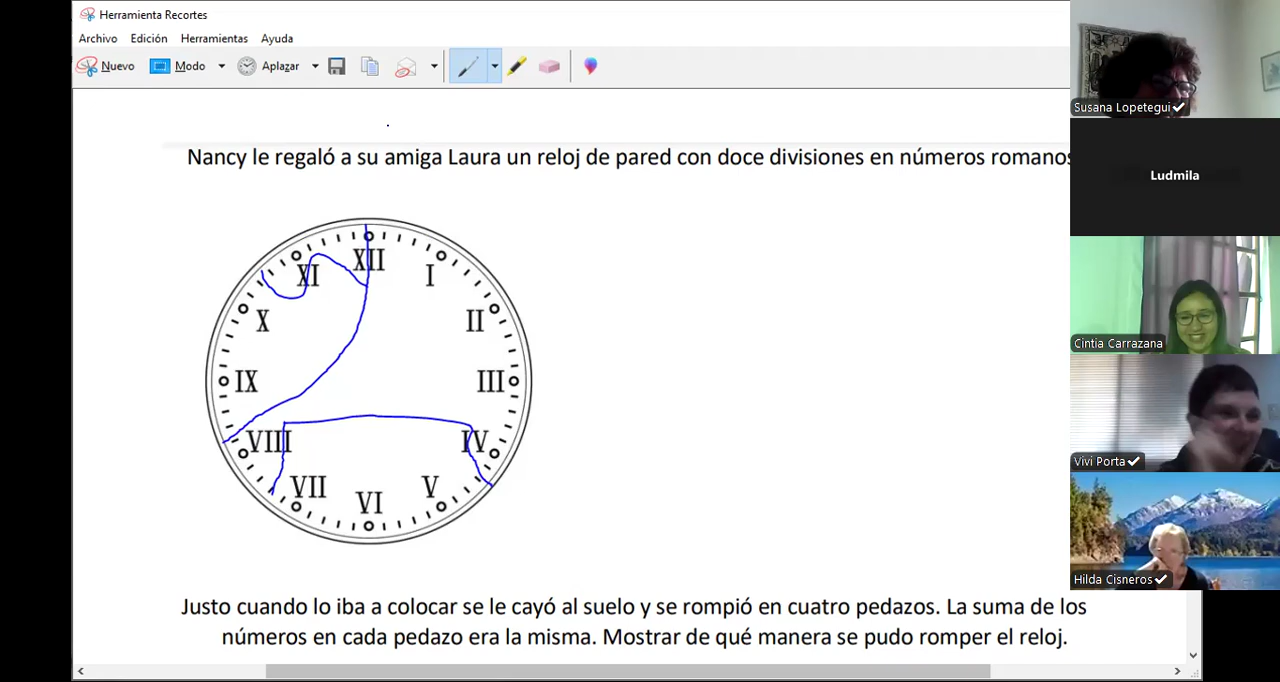 Herramienta Recortes
Archivo Edición Herramientas Ayuda
Nuevo Modo Aplazar
Nancy le regaló a su amiga Laura un reloj de pared con doce divisiones en números romanos
XII
XI I
X II
IX III
VIII IV
VII V
VI
Justo cuando lo iba a colocar se le cayó al suelo y se rompió en cuatro pedazos. La suma de los
números en cada pedazo era la misma. Mostrar de qué manera se pudo romper el reloj.
Susana Lopetegui
Ludmila
Cintia Carrazana
Vivi Porta
Hilda Cisneros